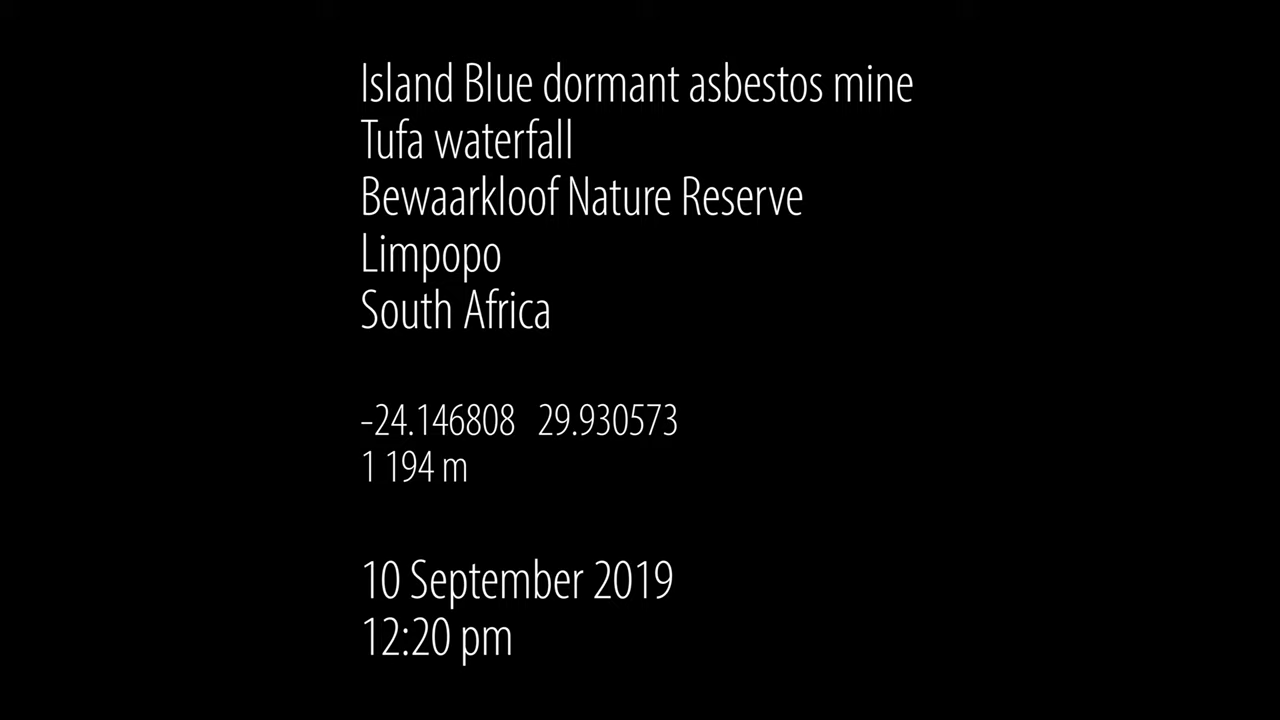 Island Blue dormant asbestos mine
Tufa waterfall
Bewaarkloof Nature Reserve
Limpopo
South Africa
-24.146808 29.930573
1 194 m
10 September 2019
12:20 pm